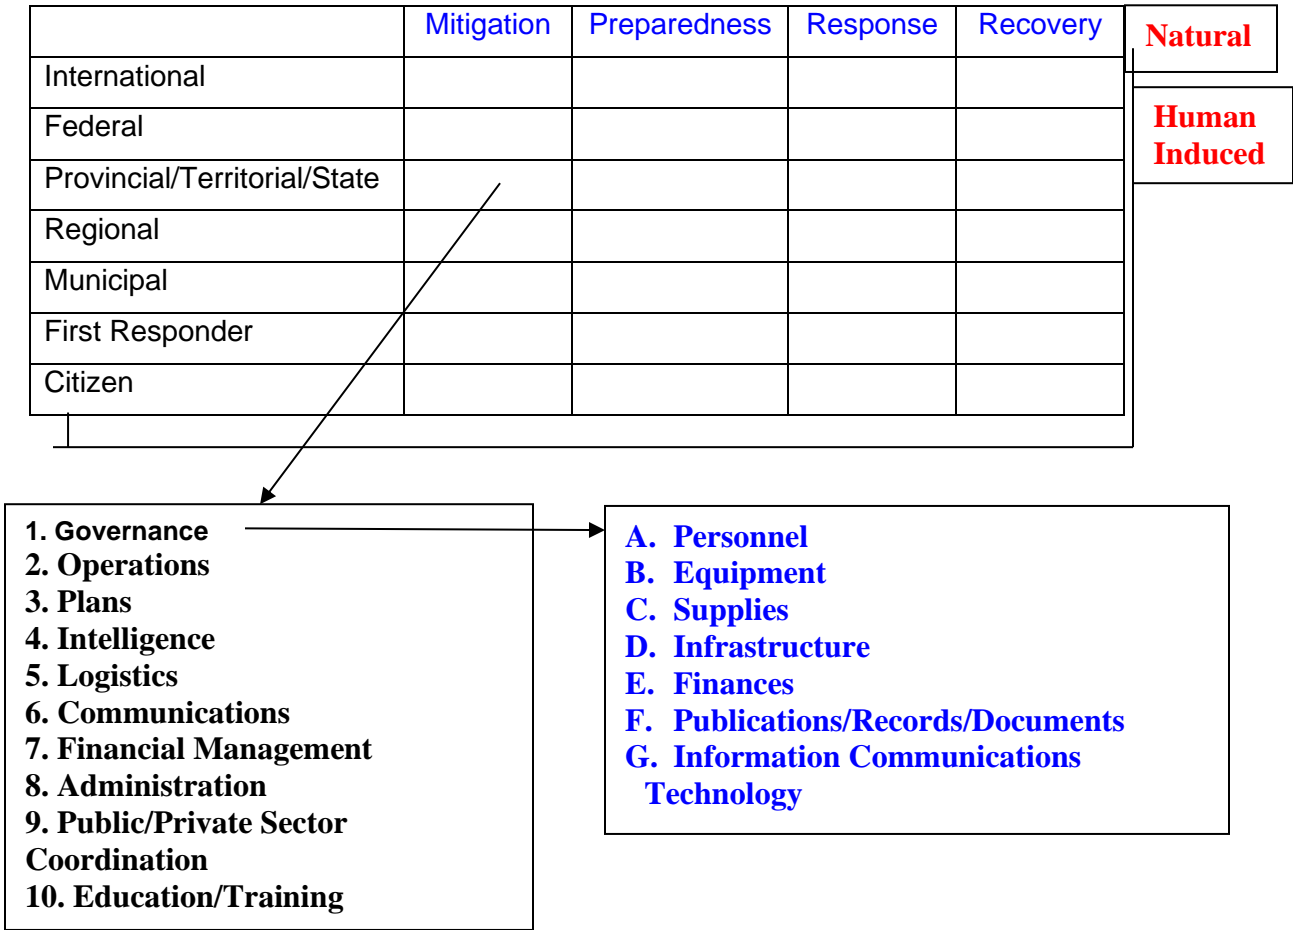 Mitigation Preparedness Response Recovery
Natural
International
Federal
Human
Induced
Provincial/Territorial/State
Regional
Municipal
First Responder
Citizen
1. Governance
2. Operations
3. Plans
4. Intelligence
5. Logistics
6. Communications
7. Financial Management
8. Administration
9. Public/Private Sector
Coordination
10. Education/Training
A. Personnel
B. Equipment
C. Supplies
D. Infrastructure
E. Finances
F. Publications/Records/Documents
G. Information Communications
Technology